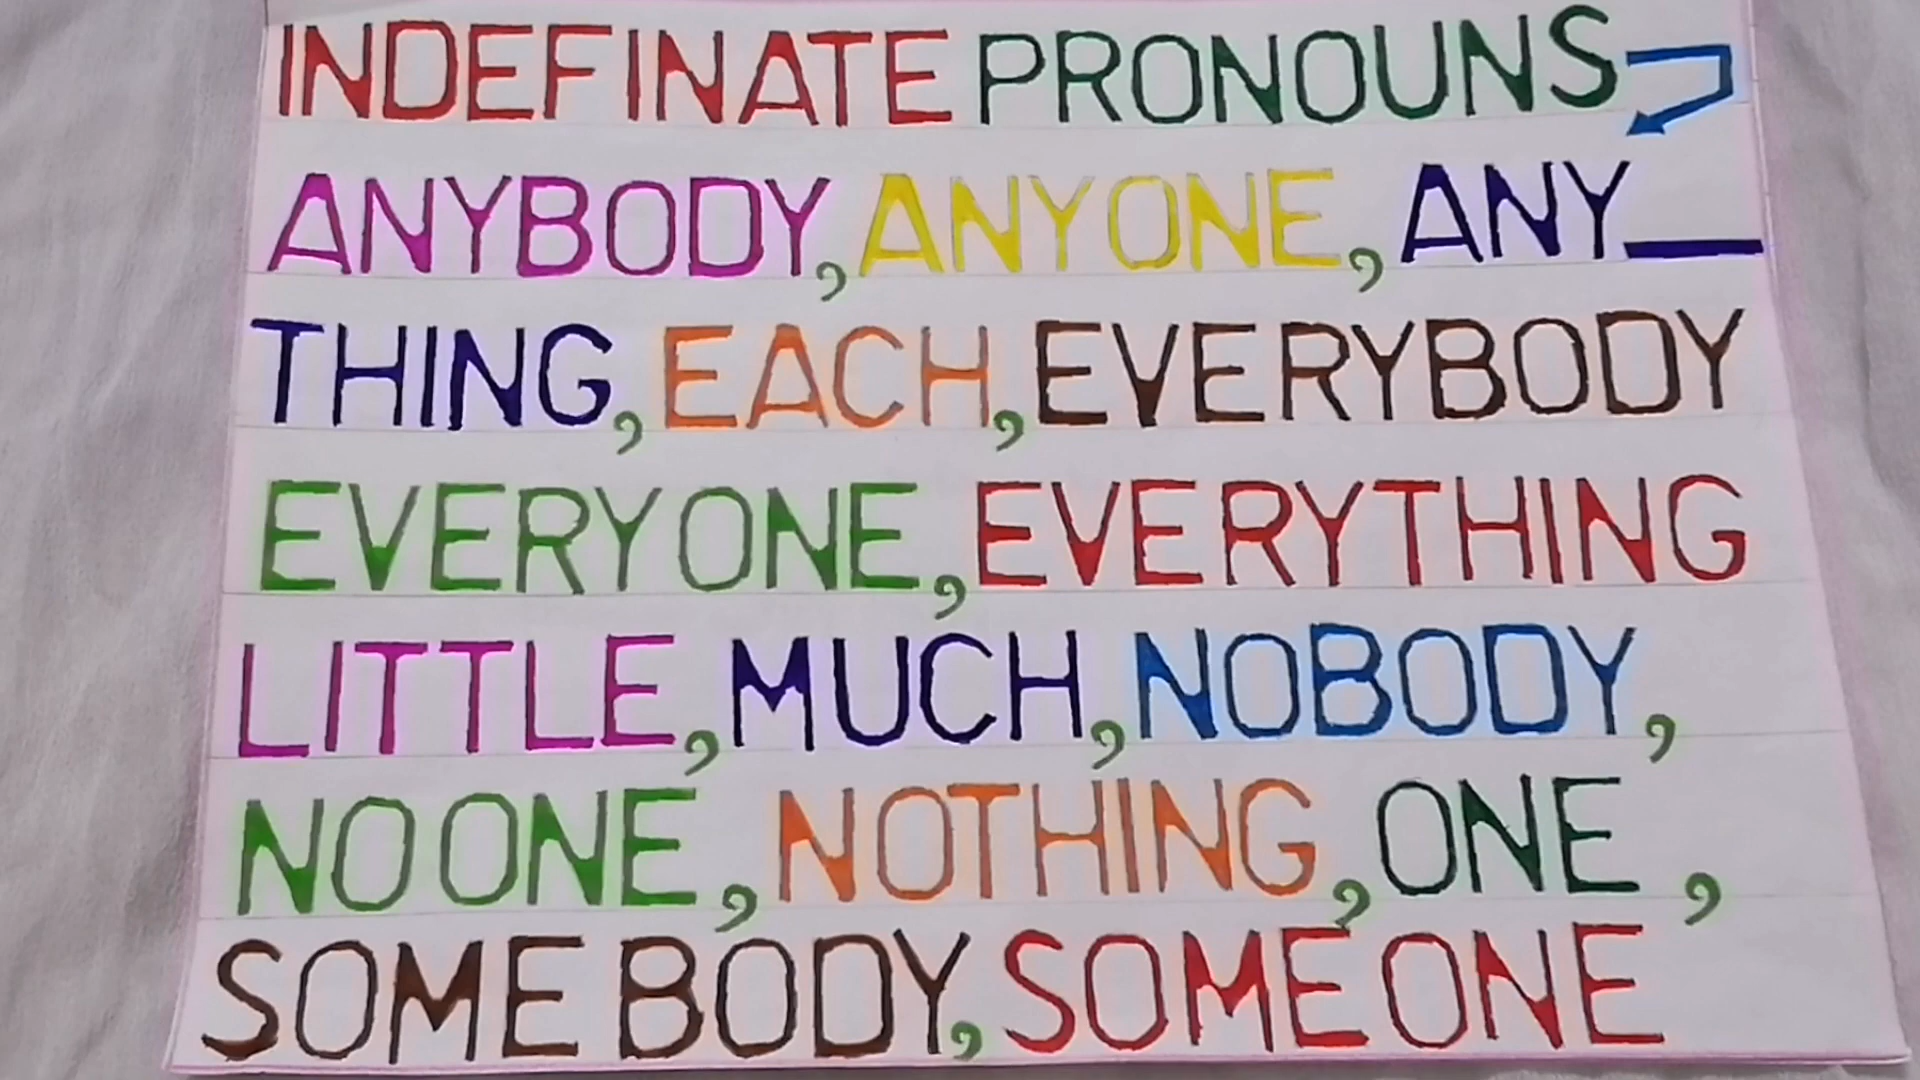 INDEFINATE PRONOUNS
ANYBODY, ANYONE, ANY_
THING, EACH, EVERYBODY
EVERYONE, EVERYTHING
LITTLE, MUCH, NOBODY,
NO ONE, NOTHING, ONE,
SOME BODY, SOMEONE